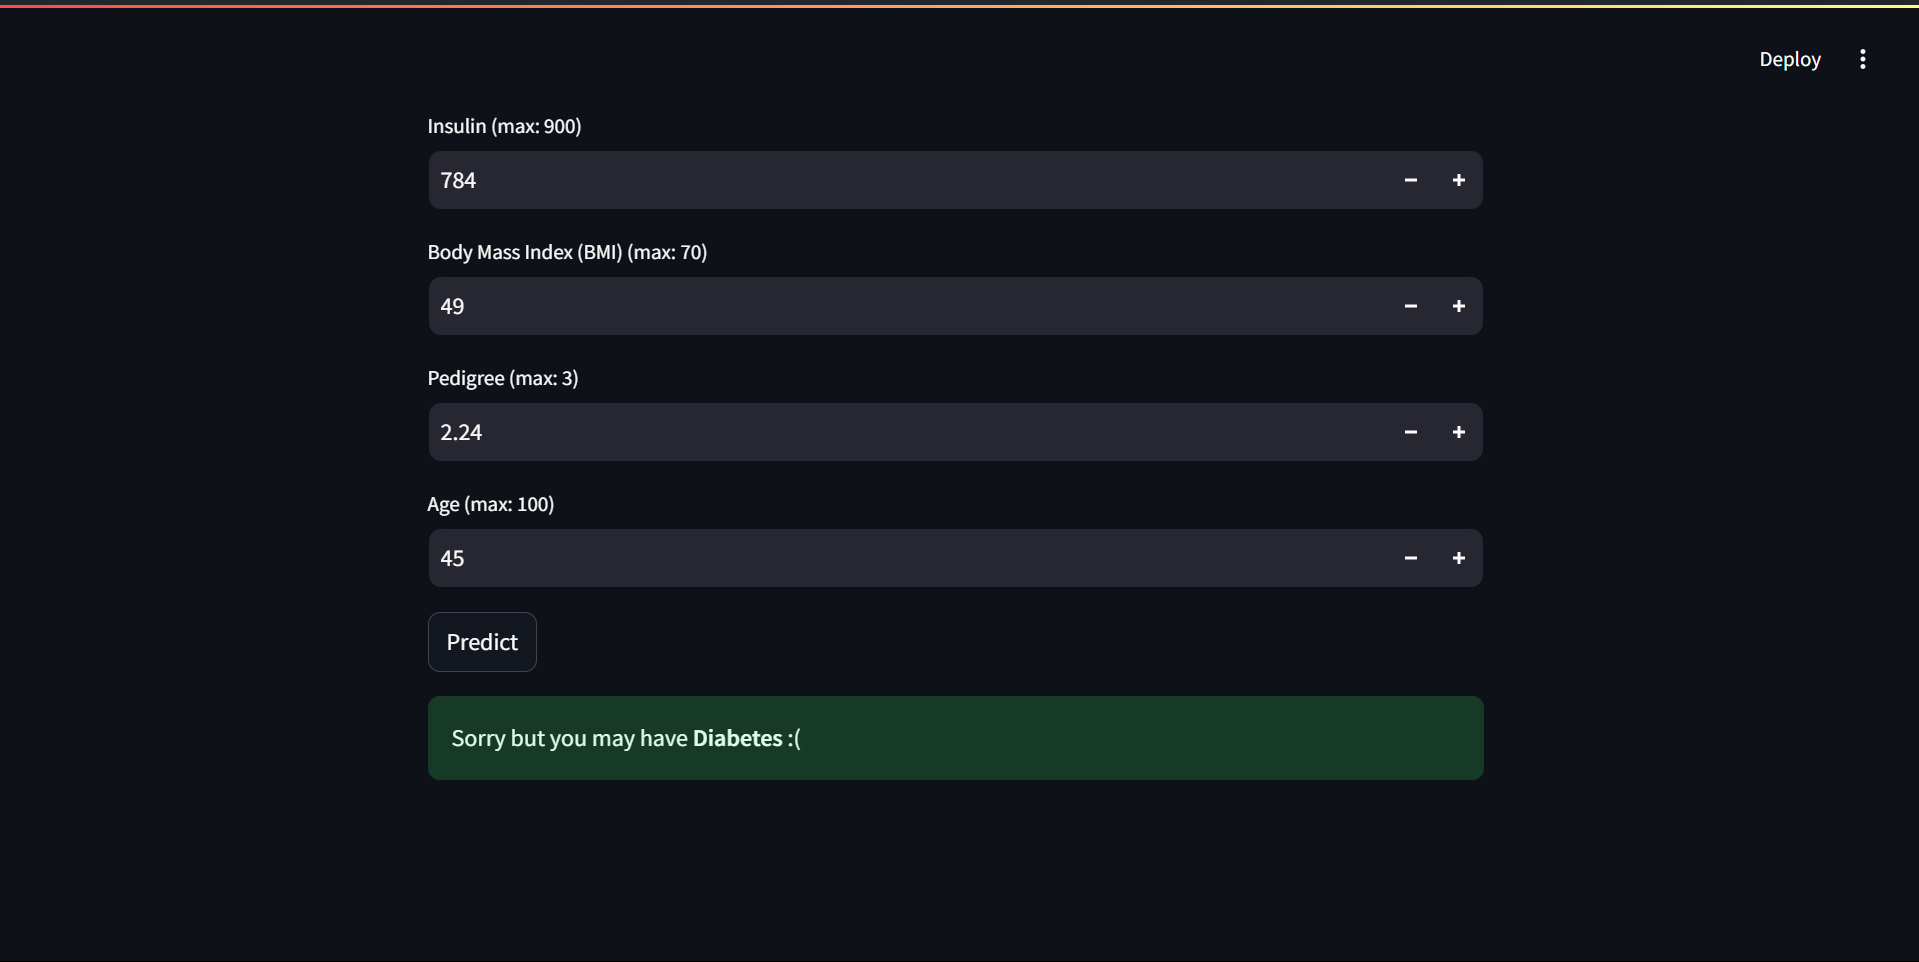 Deploy
Insulin (max: 900)
784
Body Mass Index (BMI) (max: 70)
49
Pedigree (max: 3)
2.24
Age (max: 100)
45
Predict
Sorry but you may have Diabetes :(